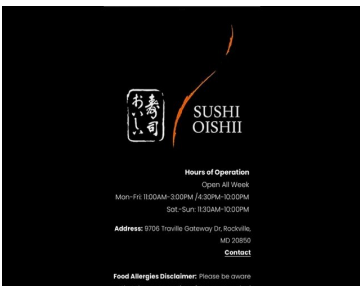 おいしい
寿司
SUSHI
OISHII
Hours of Operation
Open All Week
Mon-Fri: 11:00AM-3:00PM /4:30PM-10:00PM
Sat.-Sun: 11:30AM-10:00PM
Address: 9706 Traville Gateway Dr, Rockville,
MD 20850
Contact
Food Allergies Disclaimer: Please be aware